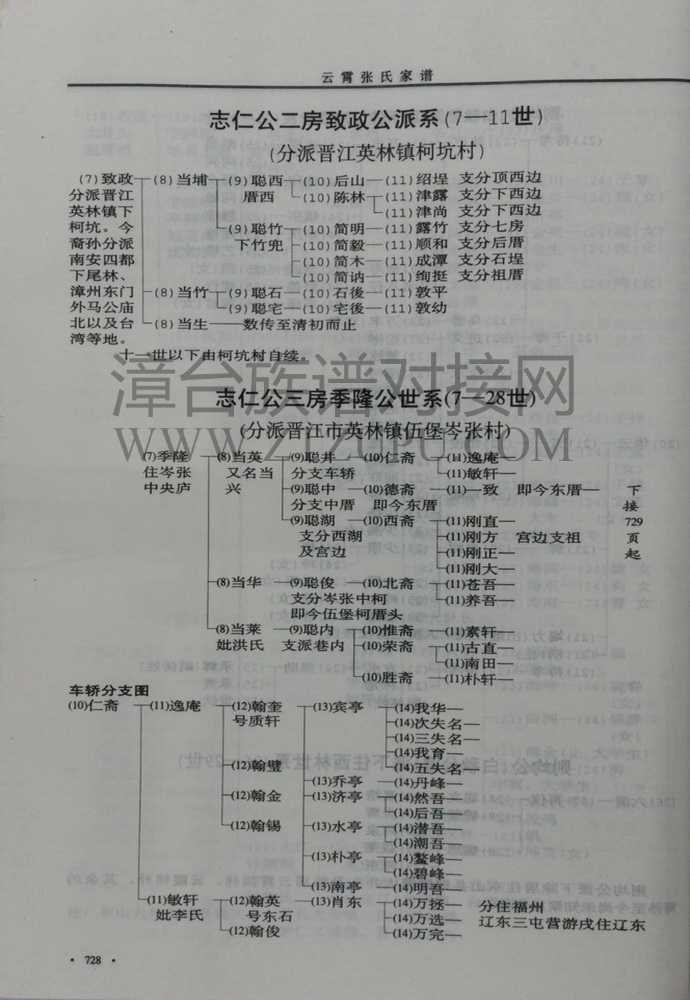 云霄张氏家谱
志仁公二房致政公派系(7—11世)
(分派晋江英林镇柯坑村)
(7)致政 (8)当埔 (9)聪西 (10)后山 (11)绍埕 支分顶西边
分派晋江 厝西 (10)陈林 (11)津露 支分下西边
英林镇下 (11)津尚 支分下西边
柯坑。今 (9)聪竹 (10)简明 (11)露竹 支分七房
裔孙分派 下竹兜 (10)简毅 (11)顺和 支分后厝
南安四都 (10)简木 (11)成潭 支分石埕
下尾林、 (10)简讷 (11)绚挺 支分祖厝
漳州东门 (8)当竹 (9)聪石 (10)石後 (11)敦平
外马公庙 (9)聪宅 (10)宅後 (11)敦幼
北以及台 (8)当生——数传至清初而止
湾等地。
十一世以下由柯坑村自续。
志仁公三房季隆公世系(7—28世)
(分派晋江市英林镇伍堡岑张村)
(7)季隆 (8)当英 (9)聪井 (10)仁斋 (11)逸庵
住岑张 又名当 分支车轿 (11)敏轩
中央庐 兴 (9)聪中 (10)德斋 (11)一致 即今东厝 下
分支中厝 即今东厝 接
(9)聪湖 (10)西斋 (11)刚直 729
支分西湖 (11)刚方 宫边支祖 页
及宫边 (11)刚正 起
(11)刚大
(8)当华 (9)聪俊 (10)北斋 (11)苍吾
支分岑张中柯 (11)养吾
即今伍堡柯厝头
(8)当莱 (9)聪内 (10)惟斋 (11)素轩
妣洪氏 支派巷内 (10)荣斋 (11)古直
(11)南田
(10)胜斋 (11)朴轩
车轿分支图
(10)仁斋 (11)逸庵 (12)翰奎 (13)宾亭 (14)我华
号质轩 (14)次失名
(14)三失名
(14)我育
(12)翰璧 (14)五失名
(13)乔亭 (14)丹峰
(12)翰金 (13)济亭 (14)然吾
(14)后吾
(12)翰锡 (13)水亭 (14)潜吾
(14)潮吾
(13)朴亭 (14)鳌峰
(14)碧峰
(13)南亭 (14)明吾
(11)敏轩 (12)翰英 (13)肖东 (14)万拯 分住福州
妣李氏 号东石 (14)万选 辽东三屯营游戍住辽东
(12)翰俊 (14)万完
·728·
漳台族谱对接网
WWW.ZTZUPU.COM